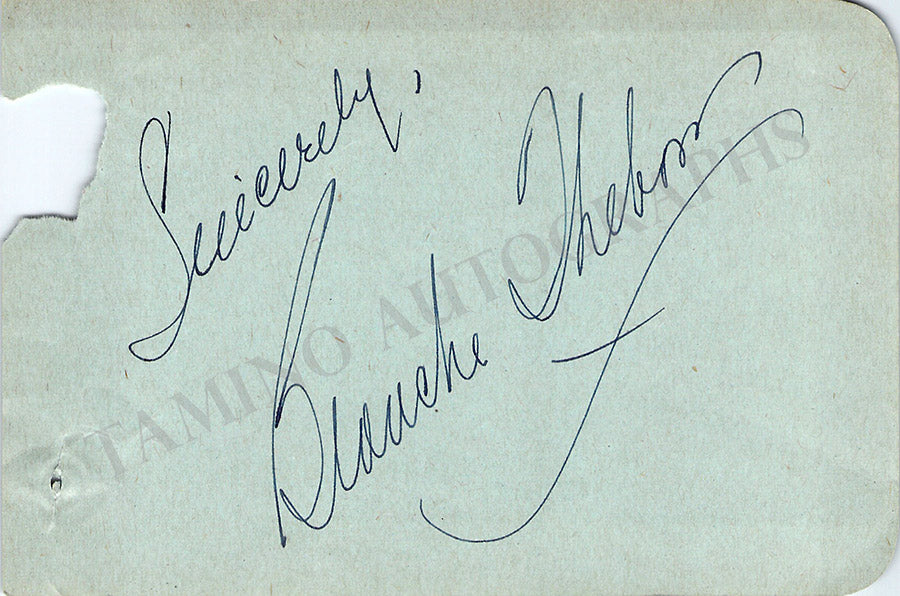 Sincerely,
Blanche Thebom
TAMINO AUTOGRAPHS